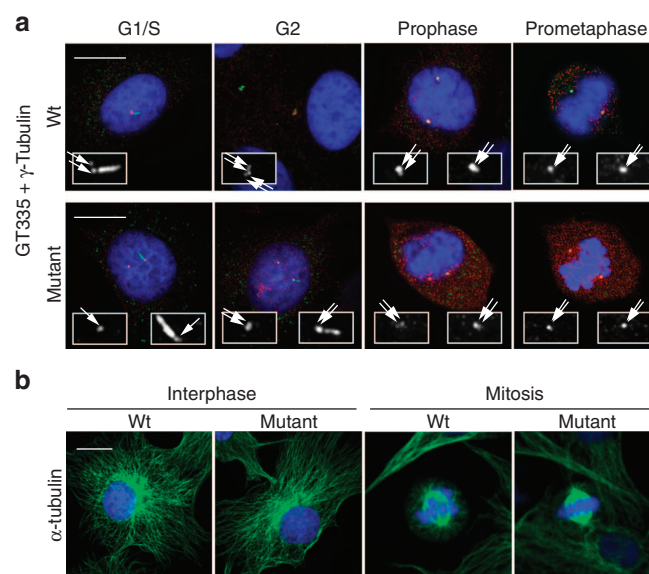 a
G1/S G2 Prophase Prometaphase
GT335 + γ-Tubulin
Wt
Mutant
b
Interphase Mitosis
Wt Mutant Wt Mutant
α-tubulin